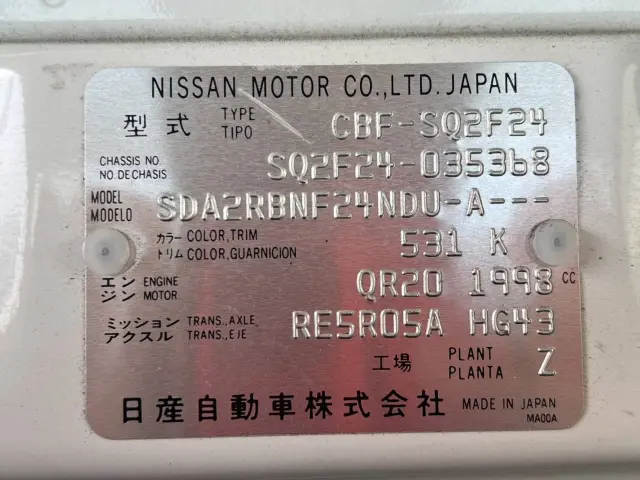 NISSAN MOTOR CO.,LTD. JAPAN
型式 TYPE TIPO CBF-SQ2F24
CHASSIS NO. NO. DE CHASIS SQ2F24-035368
MODEL MODELO SDA2RBNF24NDU-A---
カラー COLOR,TRIM
トリム COLOR,GUARNICION 531 K
エンジン ENGINE MOTOR QR20 1998 CC
ミッション TRANS.,AXLE
アクスル TRANS.,EJE RE5R05A HG43
工場 PLANT PLANTA Z
日産自動車株式会社 MADE IN JAPAN
MA00A